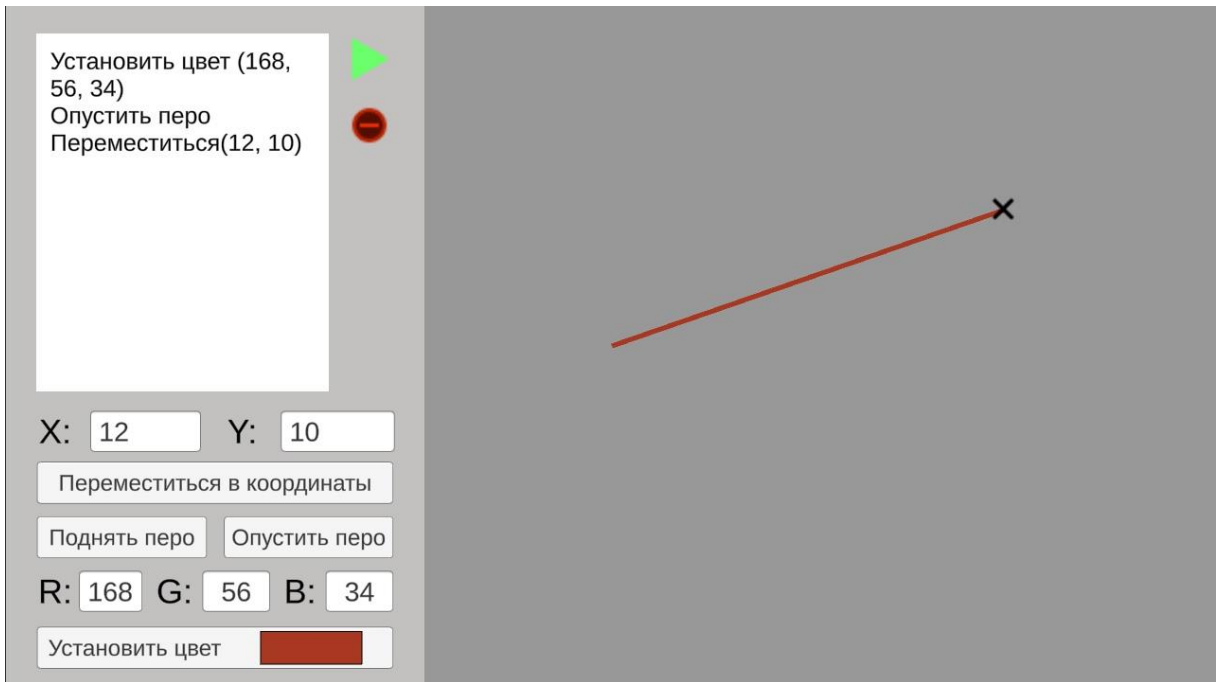 Установить цвет (168,
56, 34)
Опустить перо
Переместиться(12, 10)
X: 12 Y: 10
Переместиться в координаты
Поднять перо Опустить перо
R: 168 G: 56 B: 34
Установить цвет